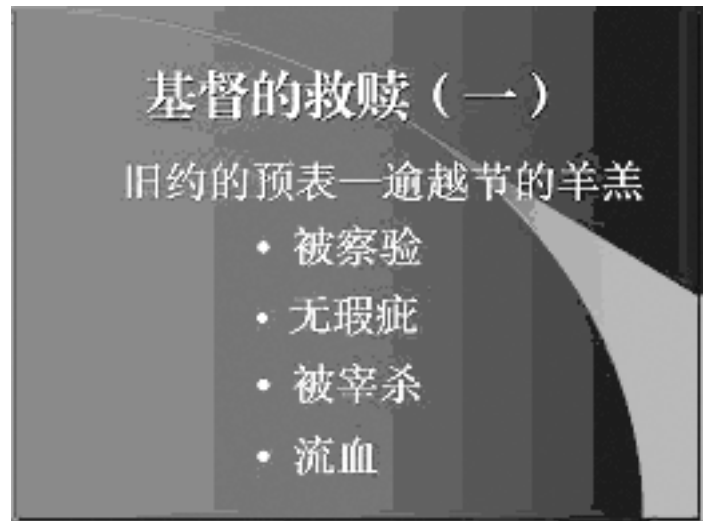 基督的救赎（一）
旧约的预表—逾越节的羊羔
• 被察验
• 无瑕疵
• 被宰杀
• 流血